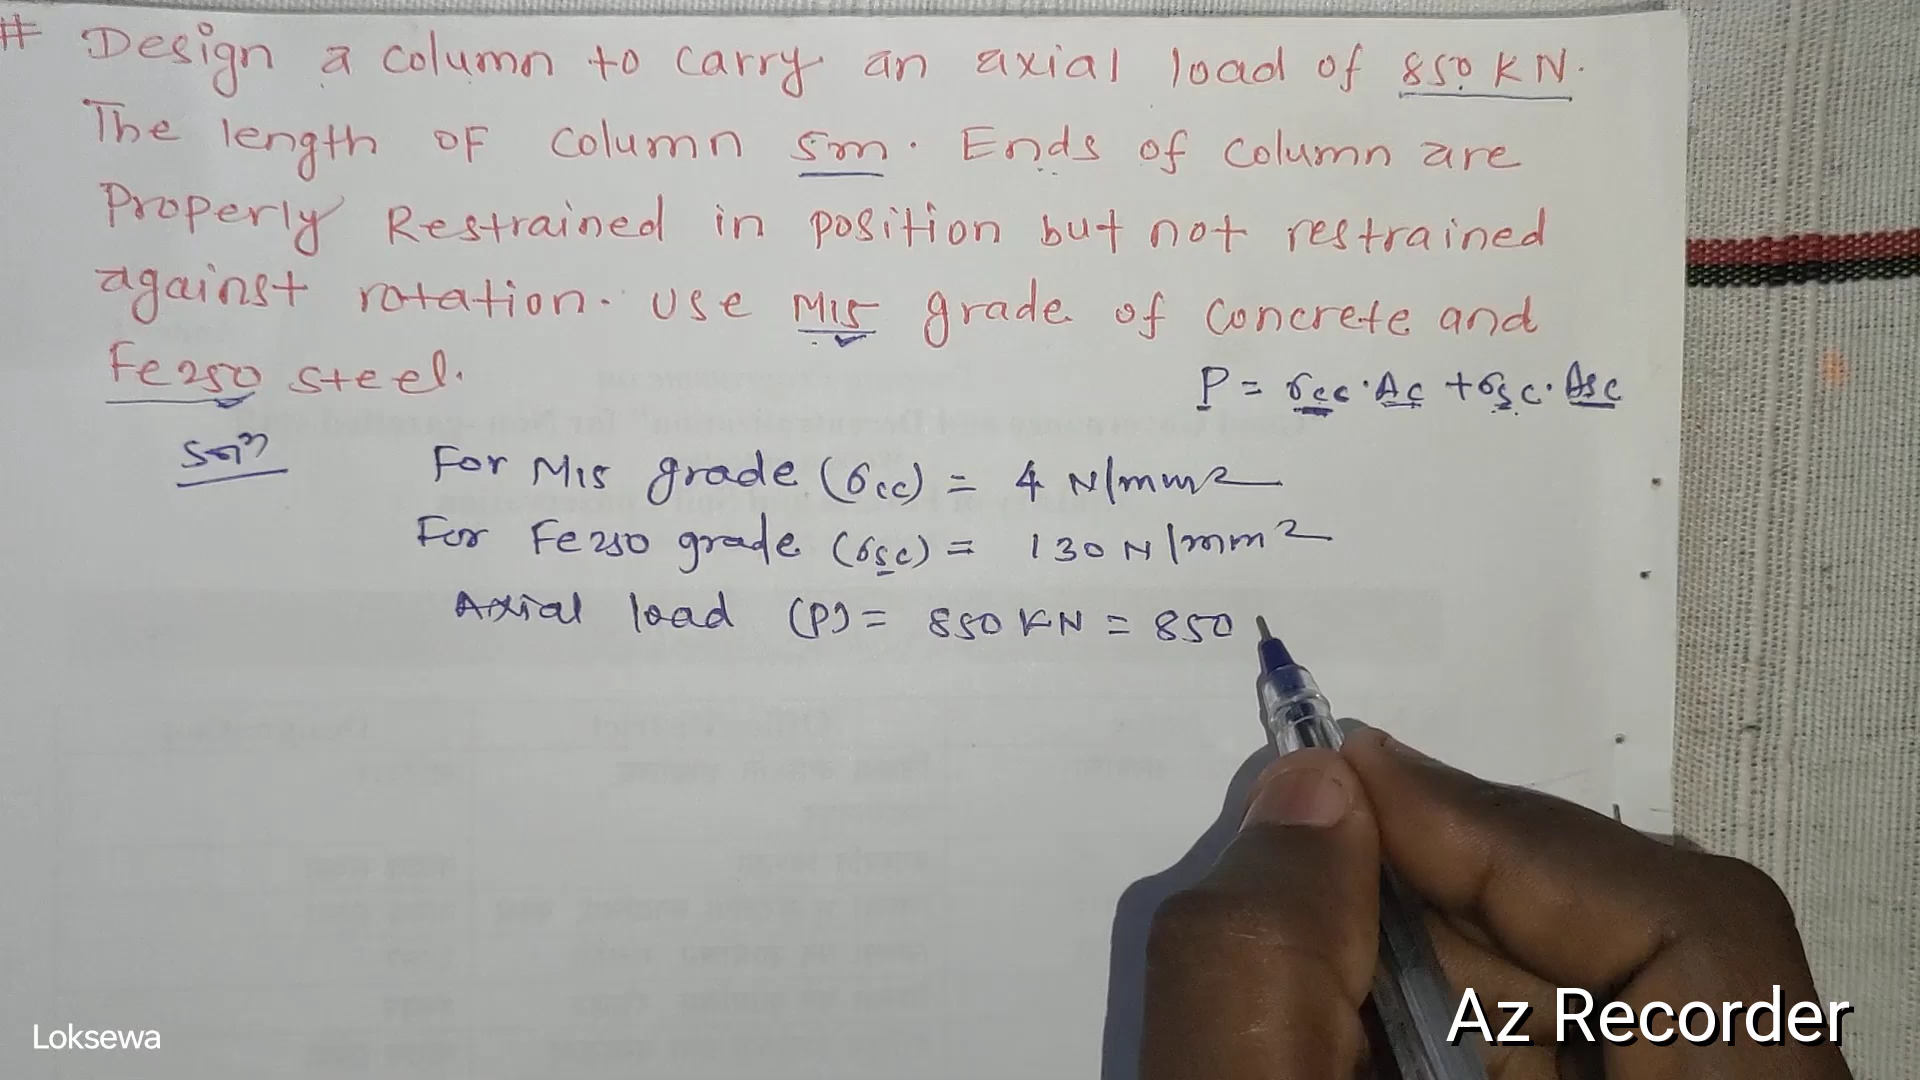 # Design a column to carry an axial load of 850 KN.
The length of column 5m. Ends of column are
Properly Restrained in position but not restrained
against rotation. use M15 grade of concrete and
Fe250 steel.
P = σcc · Ac + σsc · Asc
Solⁿ
For M15 grade (σcc) = 4 N/mm2
For Fe250 grade (σsc) = 130 N/mm2
Axial load (P) = 850 KN = 850
Loksewa
Az Recorder